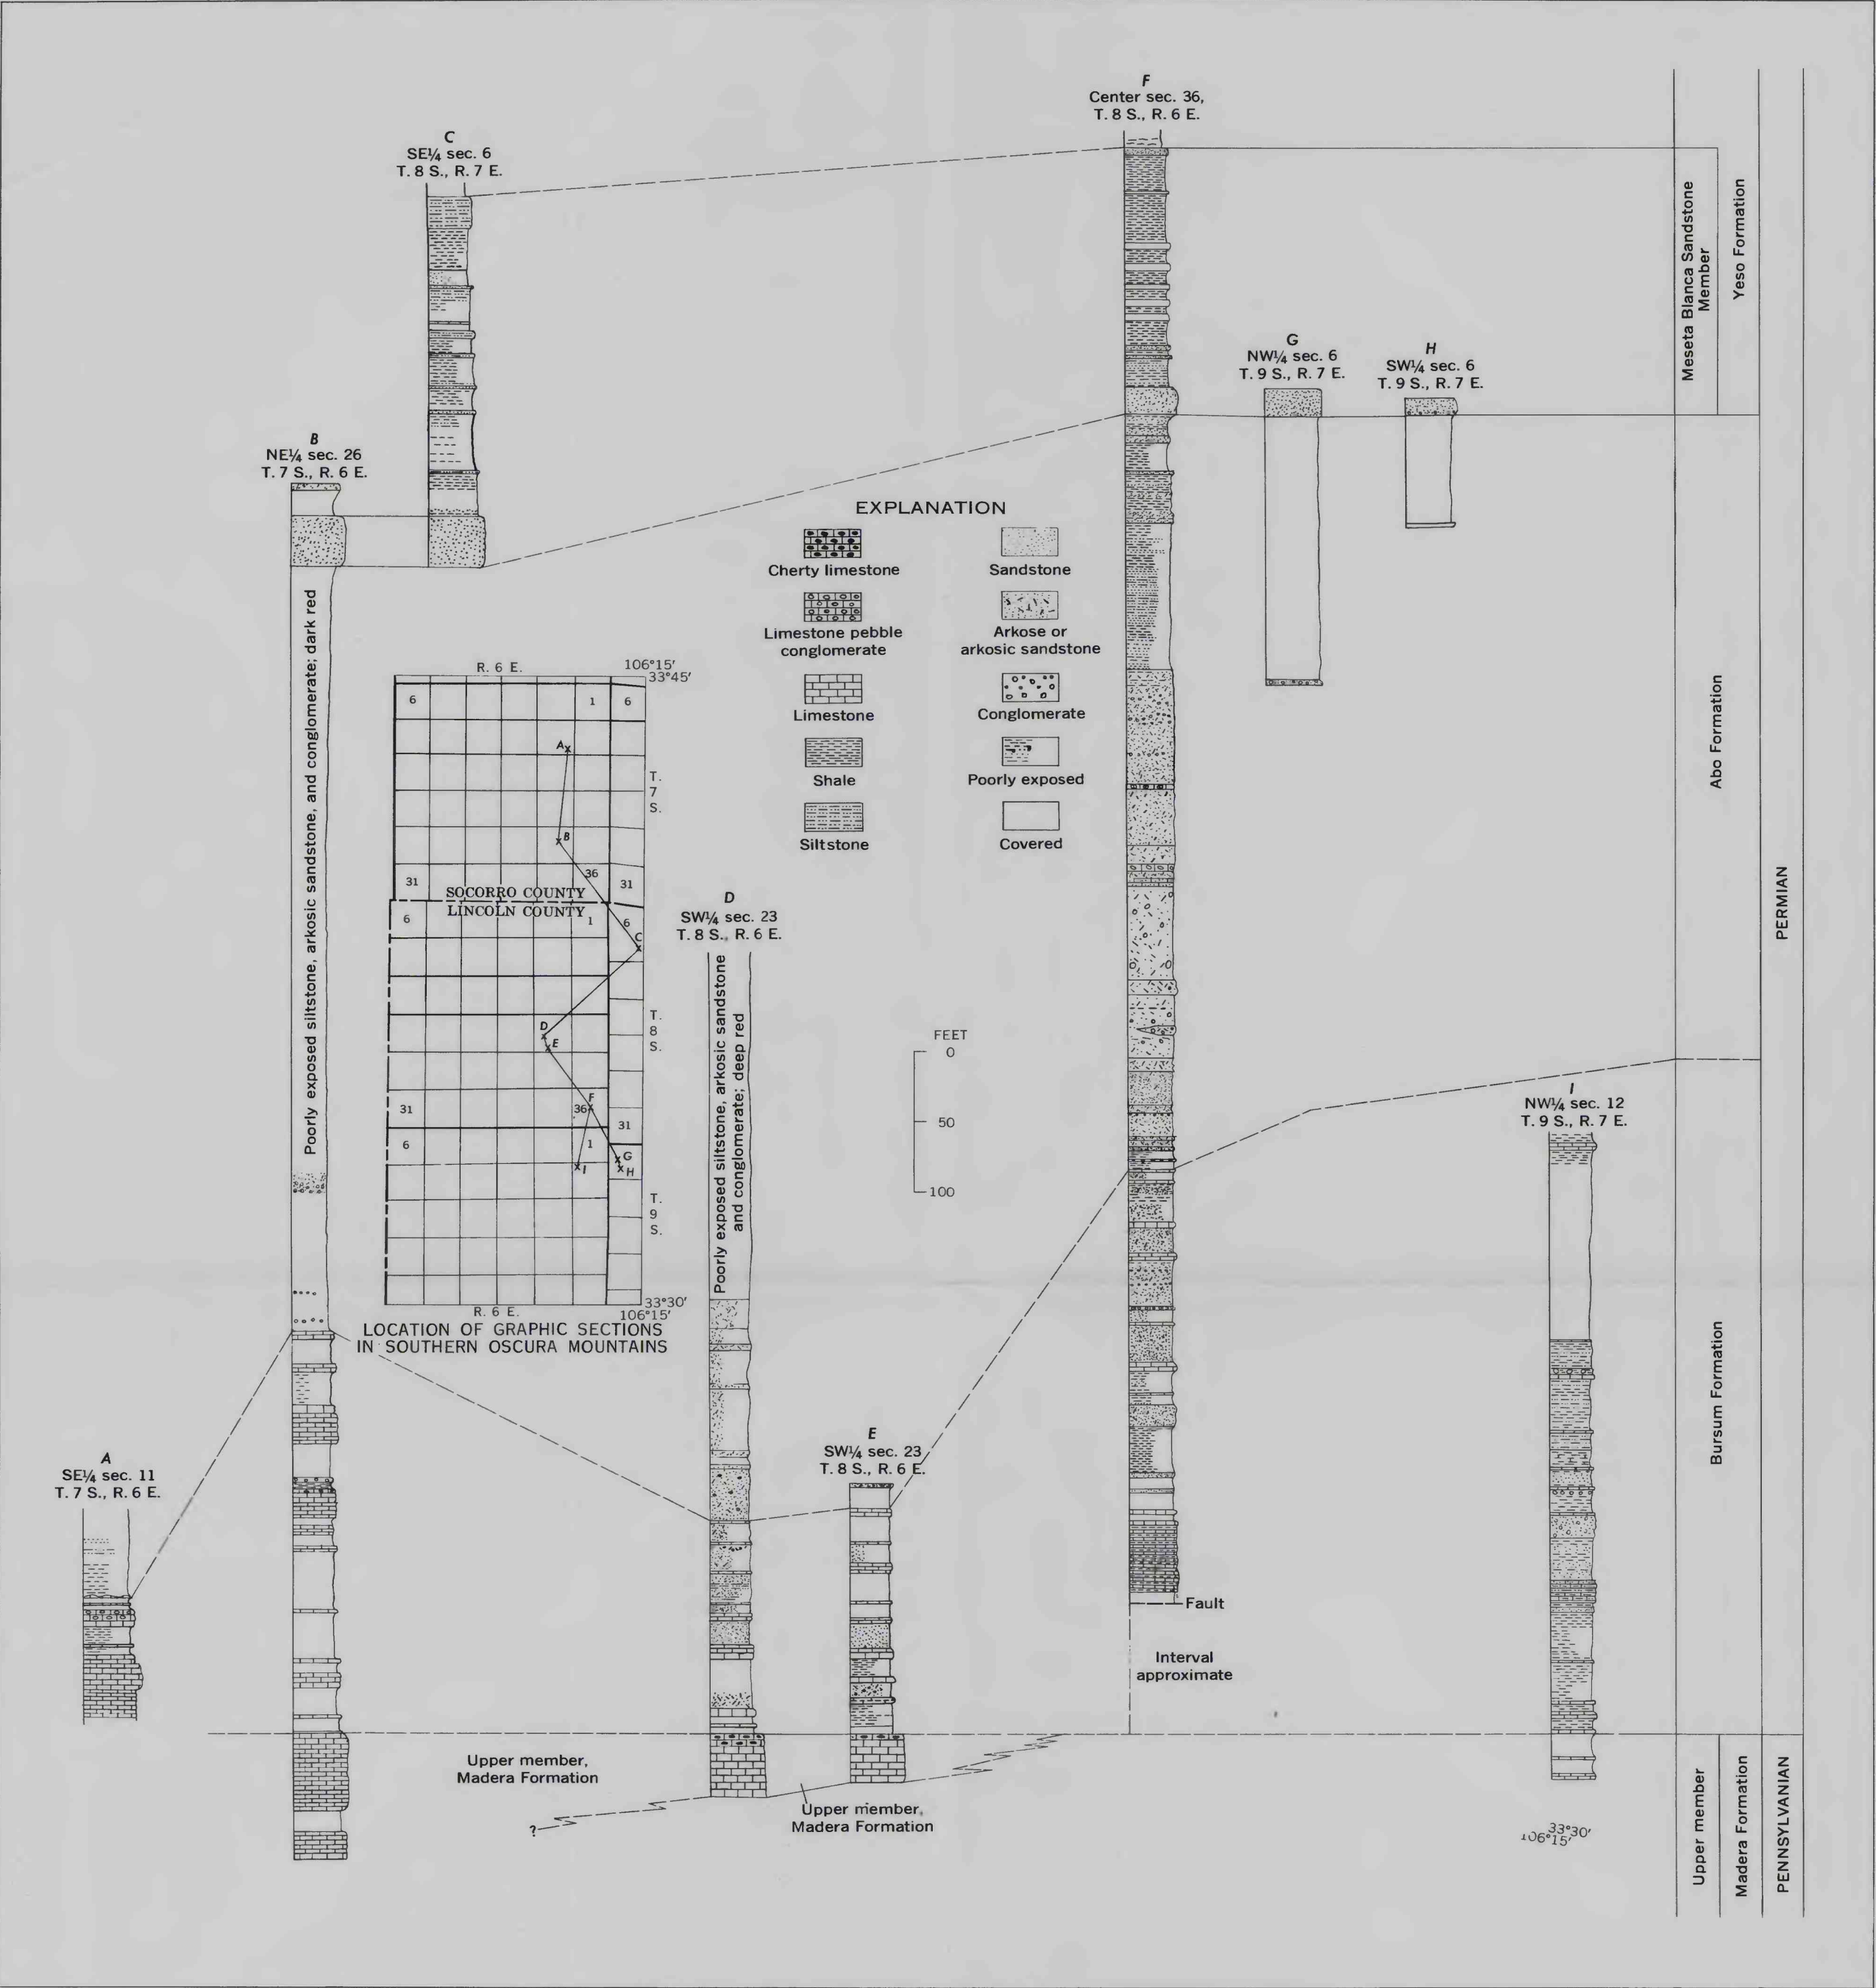 F
Center sec. 36,
T. 8 S., R. 6 E.
C
SE¼ sec. 6
T. 8 S., R. 7 E.
G
NW¼ sec. 6
T. 9 S., R. 7 E.
H
SW¼ sec. 6
T. 9 S., R. 7 E.
B
NE¼ sec. 26
T. 7 S., R. 6 E.
Meseta Blanca Sandstone
Member
Yeso Formation
EXPLANATION
Cherty limestone
Sandstone
Limestone pebble
conglomerate
Arkose or
arkosic sandstone
Limestone
Conglomerate
Shale
Poorly exposed
Siltstone
Covered
Poorly exposed siltstone, arkosic sandstone, and conglomerate; dark red
R. 6 E.
106°15′
33°45′
6
1
6
A
T.
7
S.
B
36
31
31
SOCORRO COUNTY
LINCOLN COUNTY
6
1
6
C
T.
8
S.
D
E
F
31
36
31
6
1
G
H
I
T.
9
S.
33°30′
R. 6 E.
106°15′
LOCATION OF GRAPHIC SECTIONS
IN SOUTHERN OSCURA MOUNTAINS
D
SW¼ sec. 23
T. 8 S., R. 6 E.
Poorly exposed siltstone, arkosic sandstone
and conglomerate; deep red
FEET
0
50
100
Abo Formation
PERMIAN
I
NW¼ sec. 12
T. 9 S., R. 7 E.
Bursum Formation
E
SW¼ sec. 23
T. 8 S., R. 6 E.
A
SE¼ sec. 11
T. 7 S., R. 6 E.
Fault
Interval
approximate
Upper member,
Madera Formation
Upper member,
Madera Formation
?
33°30′
106°15′
Upper member
Madera Formation
PENNSYLVANIAN